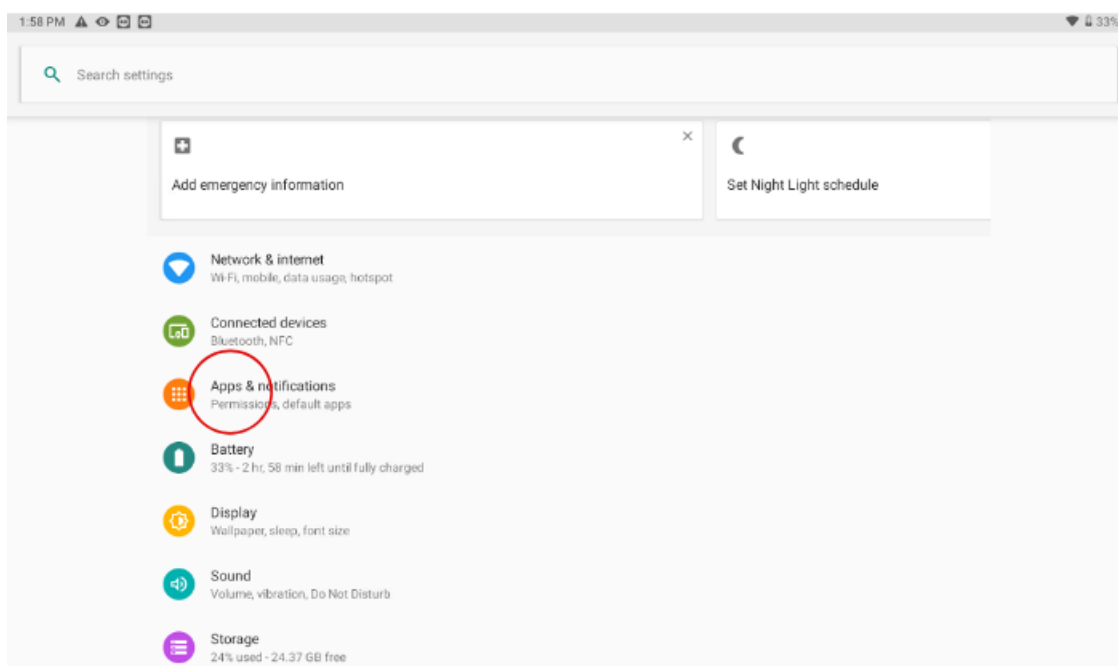 1:58 PM 33%
Search settings
Add emergency information
Set Night Light schedule
Network & internet
Wi-Fi, mobile, data usage, hotspot
Connected devices
Bluetooth, NFC
Apps & notifications
Permissions, default apps
Battery
33% - 2 hr, 58 min left until fully charged
Display
Wallpaper, sleep, font size
Sound
Volume, vibration, Do Not Disturb
Storage
24% used - 24.37 GB free